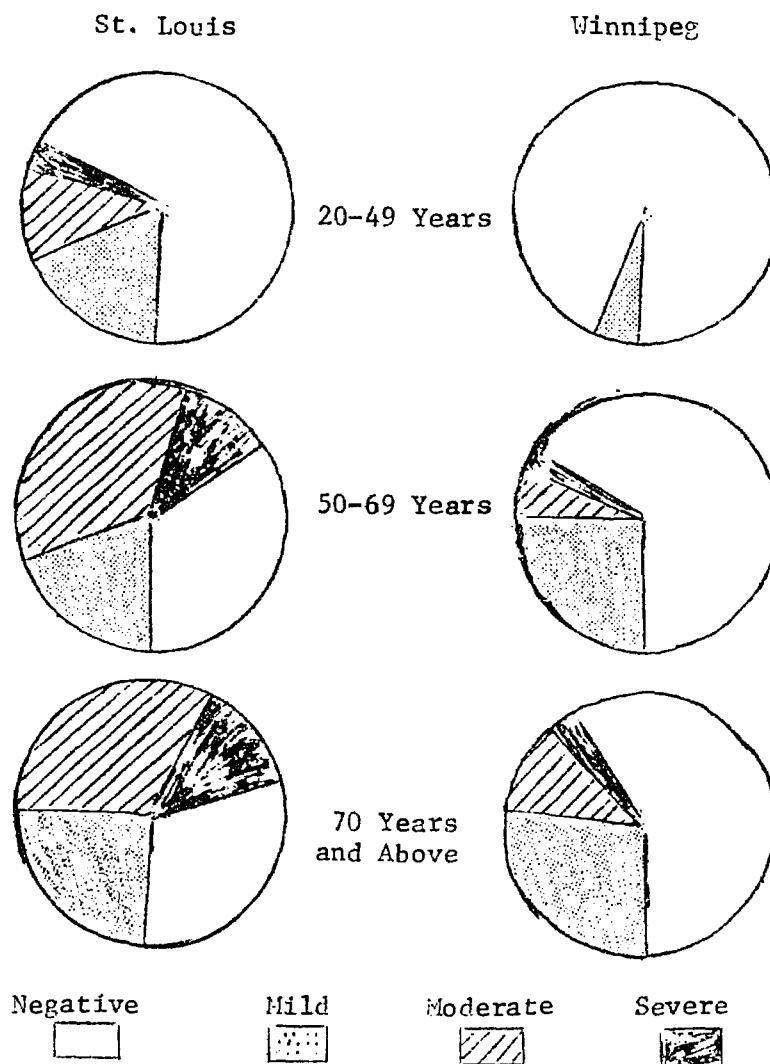 St. Louis Winnipeg
20-49 Years
50-69 Years
70 Years
and Above
Negative Mild Moderate Severe